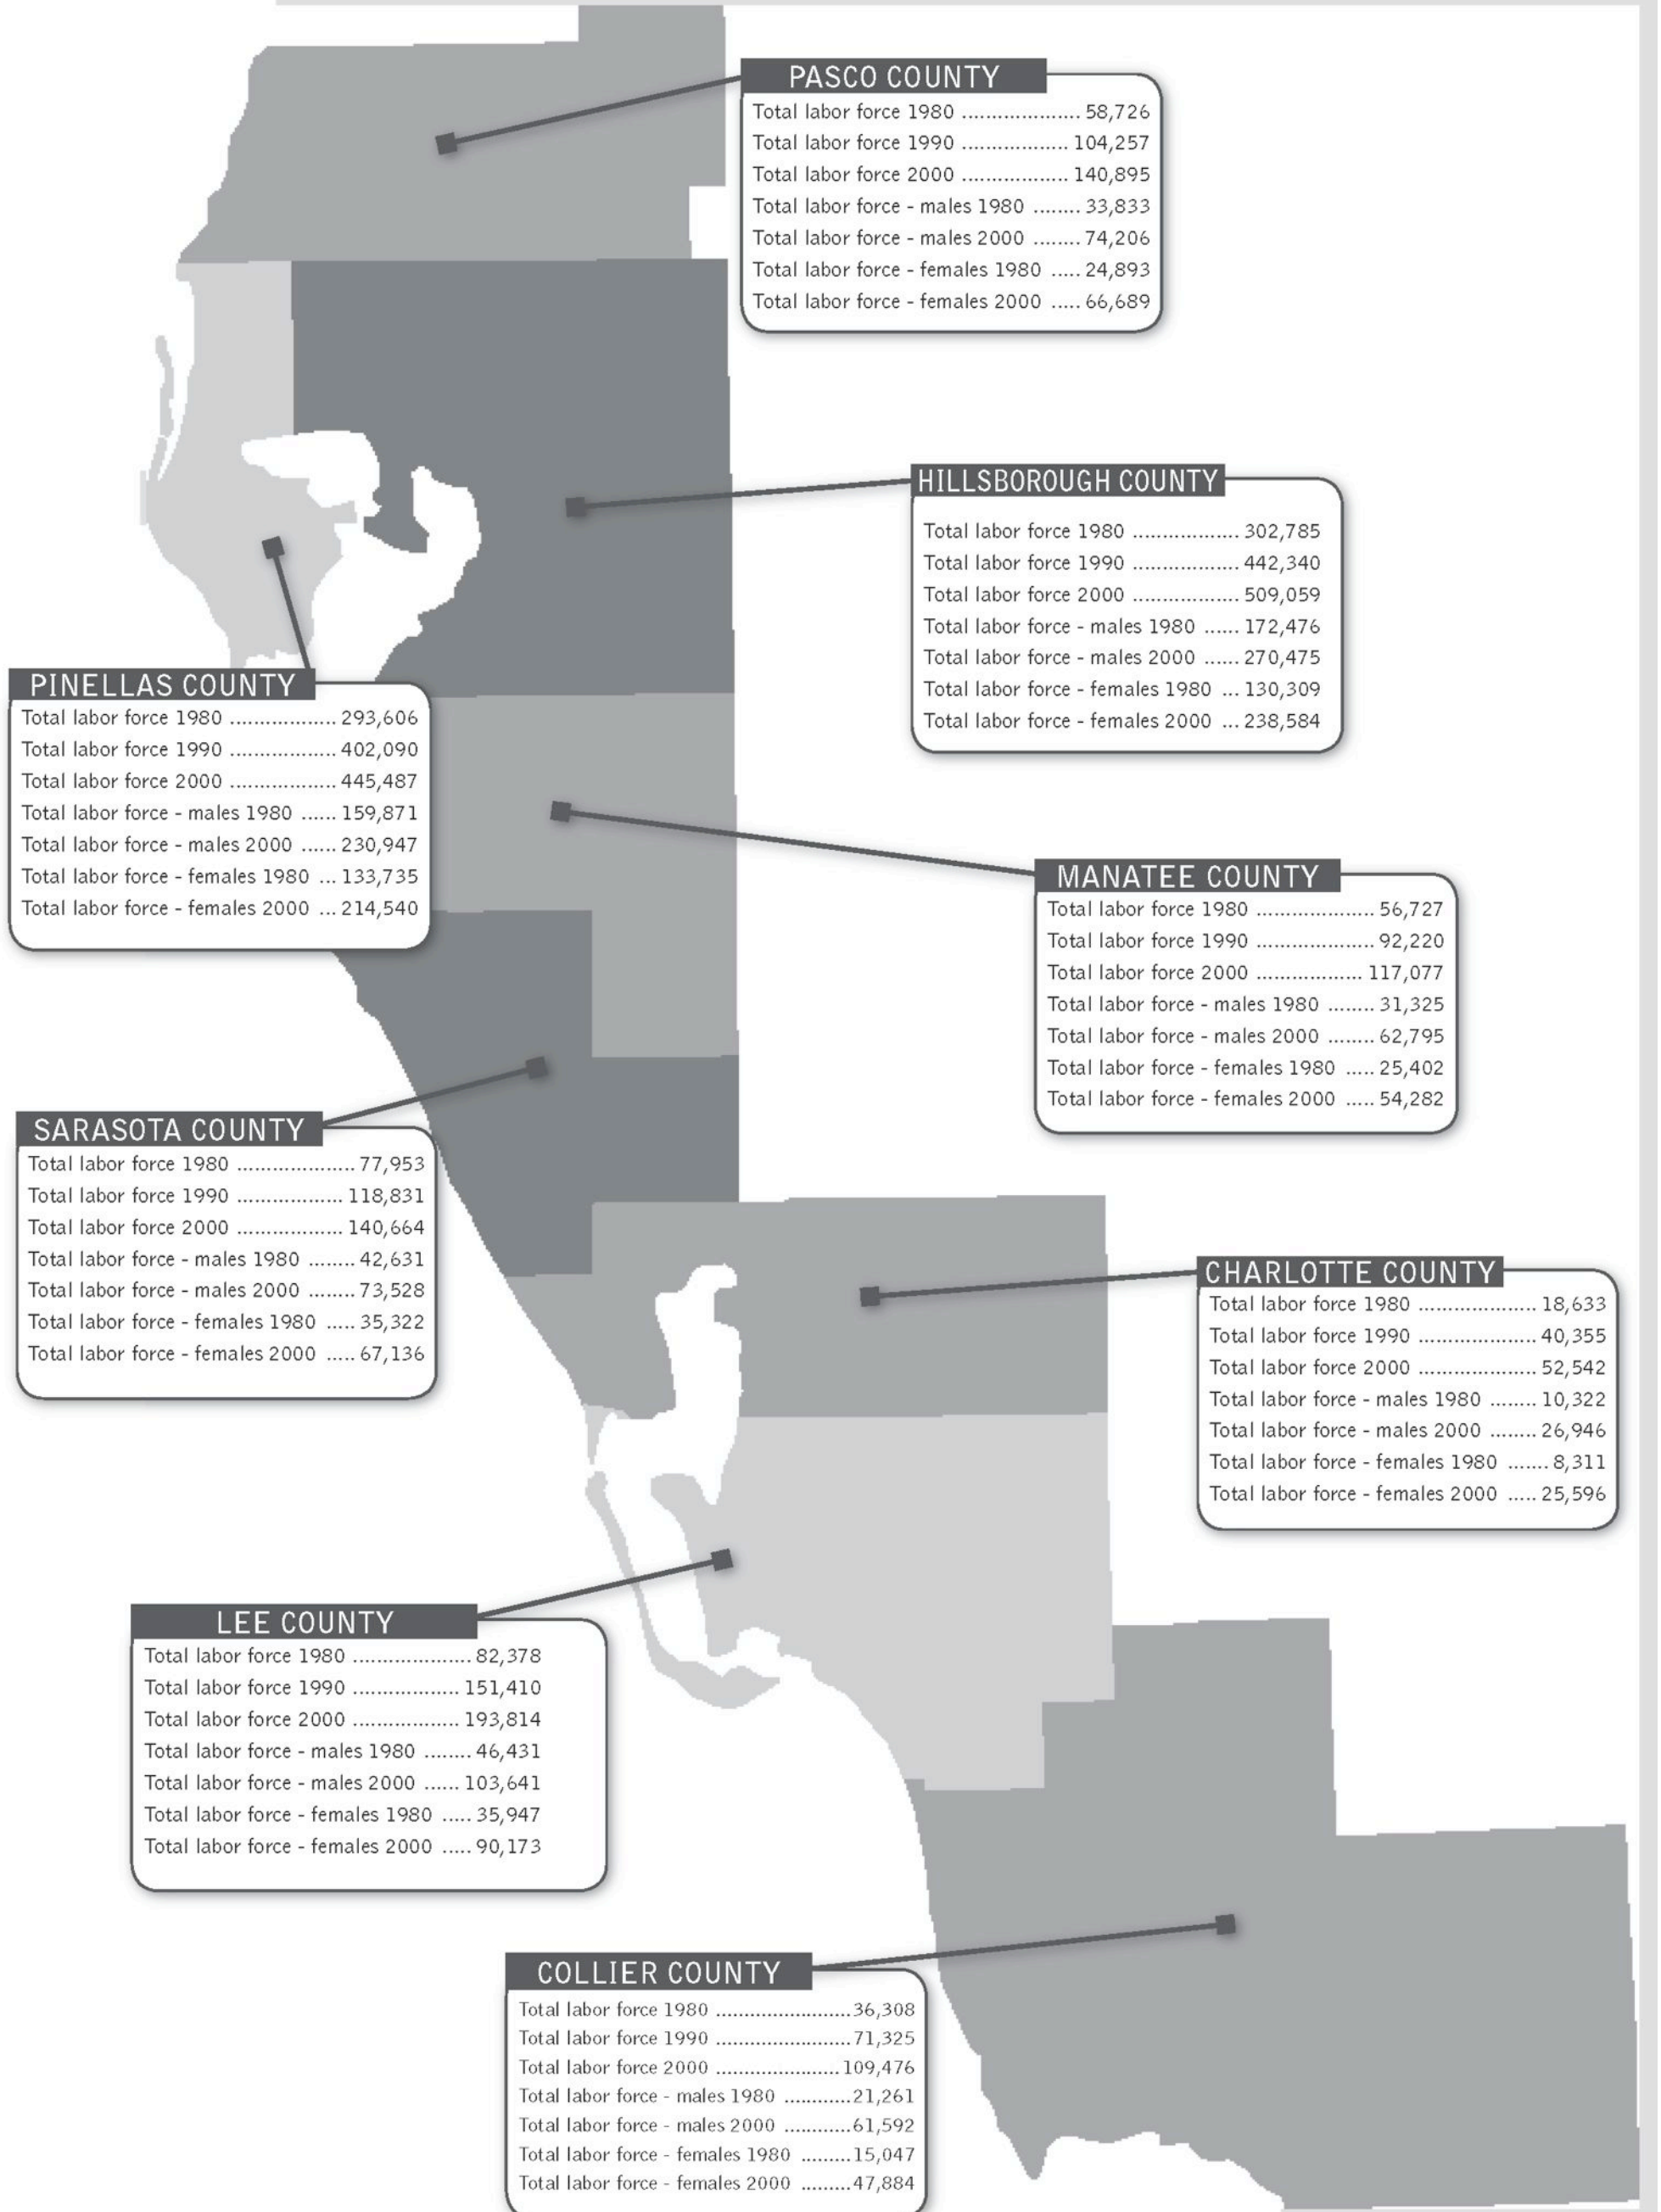 PASCO COUNTY
Total labor force 1980 .................... 58,726
Total labor force 1990 .................. 104,257
Total labor force 2000 .................. 140,895
Total labor force - males 1980 ........ 33,833
Total labor force - males 2000 ........ 74,206
Total labor force - females 1980 ..... 24,893
Total labor force - females 2000 ..... 66,689
HILLSBOROUGH COUNTY
Total labor force 1980 .................. 302,785
Total labor force 1990 .................. 442,340
Total labor force 2000 .................. 509,059
Total labor force - males 1980 ...... 172,476
Total labor force - males 2000 ...... 270,475
Total labor force - females 1980 ... 130,309
Total labor force - females 2000 ... 238,584
PINELLAS COUNTY
Total labor force 1980 .................. 293,606
Total labor force 1990 .................. 402,090
Total labor force 2000 .................. 445,487
Total labor force - males 1980 ...... 159,871
Total labor force - males 2000 ...... 230,947
Total labor force - females 1980 ... 133,735
Total labor force - females 2000 ... 214,540
MANATEE COUNTY
Total labor force 1980 .................... 56,727
Total labor force 1990 .................... 92,220
Total labor force 2000 .................. 117,077
Total labor force - males 1980 ........ 31,325
Total labor force - males 2000 ........ 62,795
Total labor force - females 1980 ..... 25,402
Total labor force - females 2000 ..... 54,282
SARASOTA COUNTY
Total labor force 1980 .................... 77,953
Total labor force 1990 .................. 118,831
Total labor force 2000 .................. 140,664
Total labor force - males 1980 ........ 42,631
Total labor force - males 2000 ........ 73,528
Total labor force - females 1980 ..... 35,322
Total labor force - females 2000 ..... 67,136
CHARLOTTE COUNTY
Total labor force 1980 .................... 18,633
Total labor force 1990 .................... 40,355
Total labor force 2000 .................... 52,542
Total labor force - males 1980 ........ 10,322
Total labor force - males 2000 ........ 26,946
Total labor force - females 1980 ....... 8,311
Total labor force - females 2000 ..... 25,596
LEE COUNTY
Total labor force 1980 .................... 82,378
Total labor force 1990 .................. 151,410
Total labor force 2000 .................. 193,814
Total labor force - males 1980 ........ 46,431
Total labor force - males 2000 ...... 103,641
Total labor force - females 1980 ..... 35,947
Total labor force - females 2000 ..... 90,173
COLLIER COUNTY
Total labor force 1980 ........................36,308
Total labor force 1990 ........................71,325
Total labor force 2000 ......................109,476
Total labor force - males 1980 ............21,261
Total labor force - males 2000 ............61,592
Total labor force - females 1980 .........15,047
Total labor force - females 2000 .........47,884